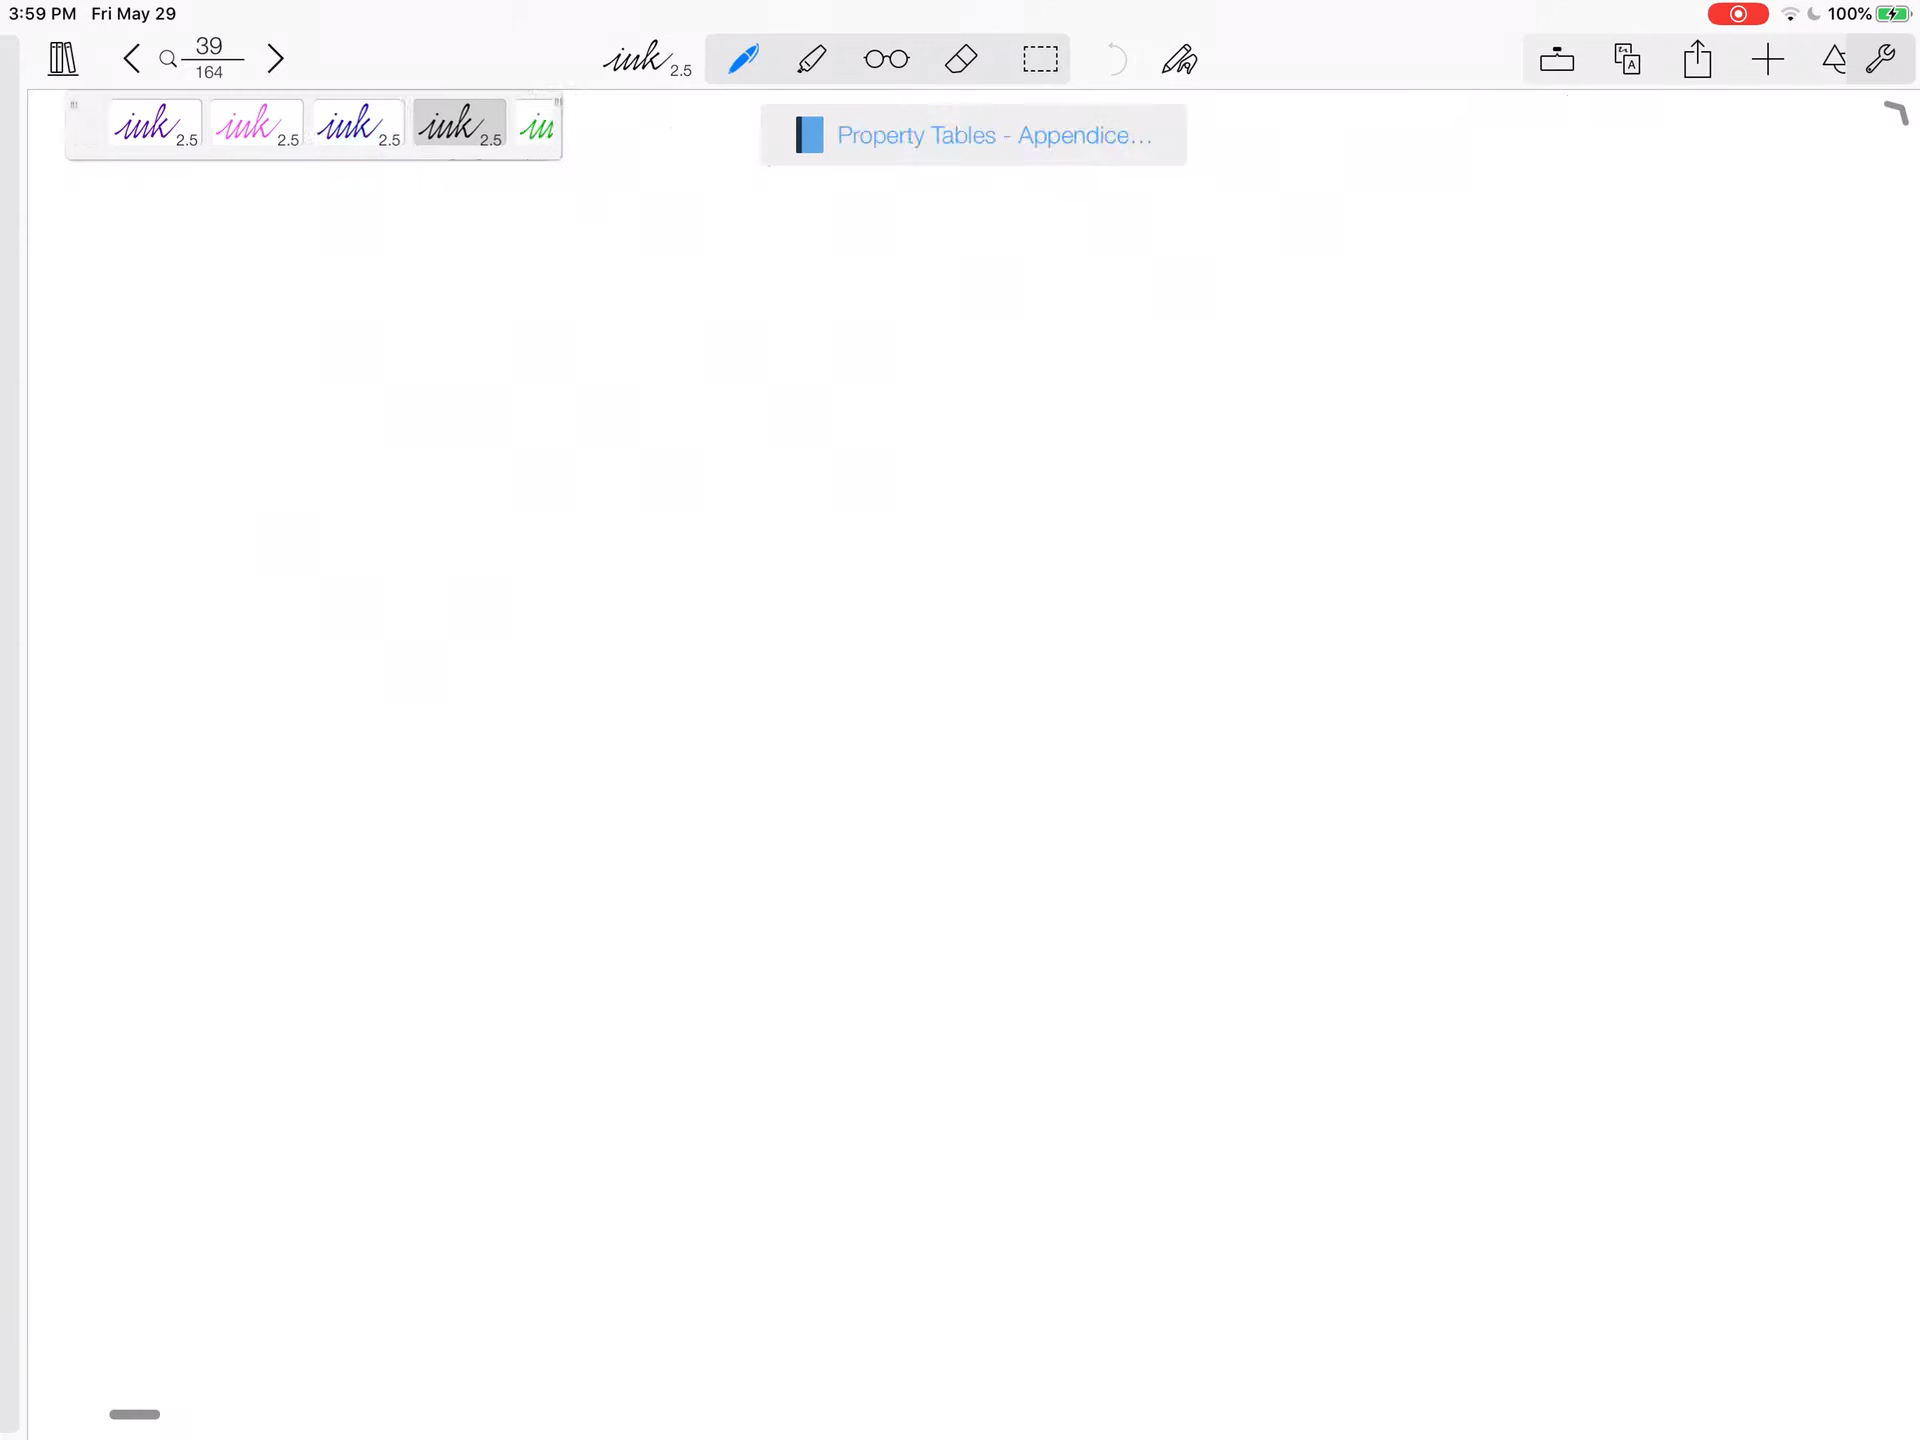 3:59 PM Fri May 29
100%
39
164
ink 2.5
ink 2.5
ink 2.5
ink 2.5
ink 2.5
in
Property Tables - Appendice...
A